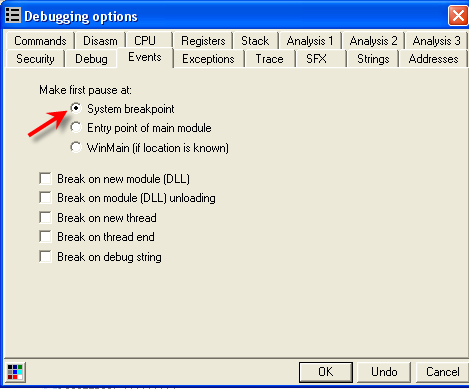 Debugging options
Commands Disasm CPU Registers Stack Analysis 1 Analysis 2 Analysis 3
Security Debug Events Exceptions Trace SFX Strings Addresses
Make first pause at:
System breakpoint
Entry point of main module
WinMain (if location is known)
Break on new module (DLL)
Break on module (DLL) unloading
Break on new thread
Break on thread end
Break on debug string
OK Undo Cancel